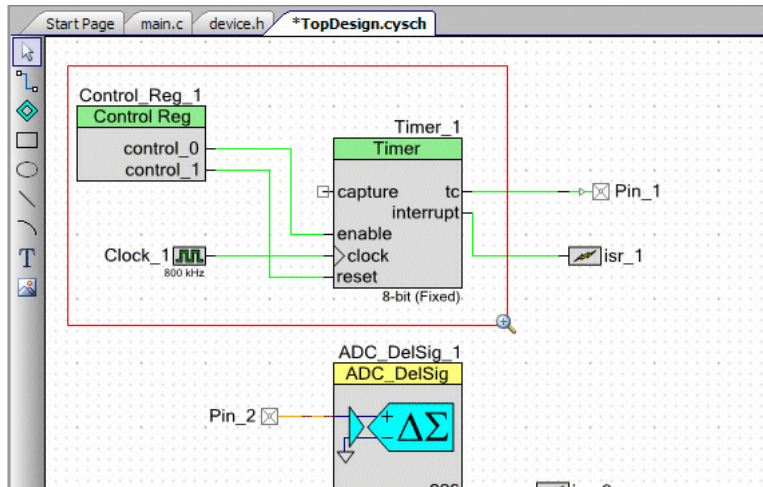 Start Page main.c device.h *TopDesign.cysch
Control_Reg_1
Control Reg
control_0
control_1
Timer_1
Timer
capture tc
interrupt
enable
clock
reset
8-bit (Fixed)
Pin_1
isr_1
Clock_1
800 kHz
T
ADC_DelSig_1
ADC_DelSig
Pin_2
+ ΔΣ
−